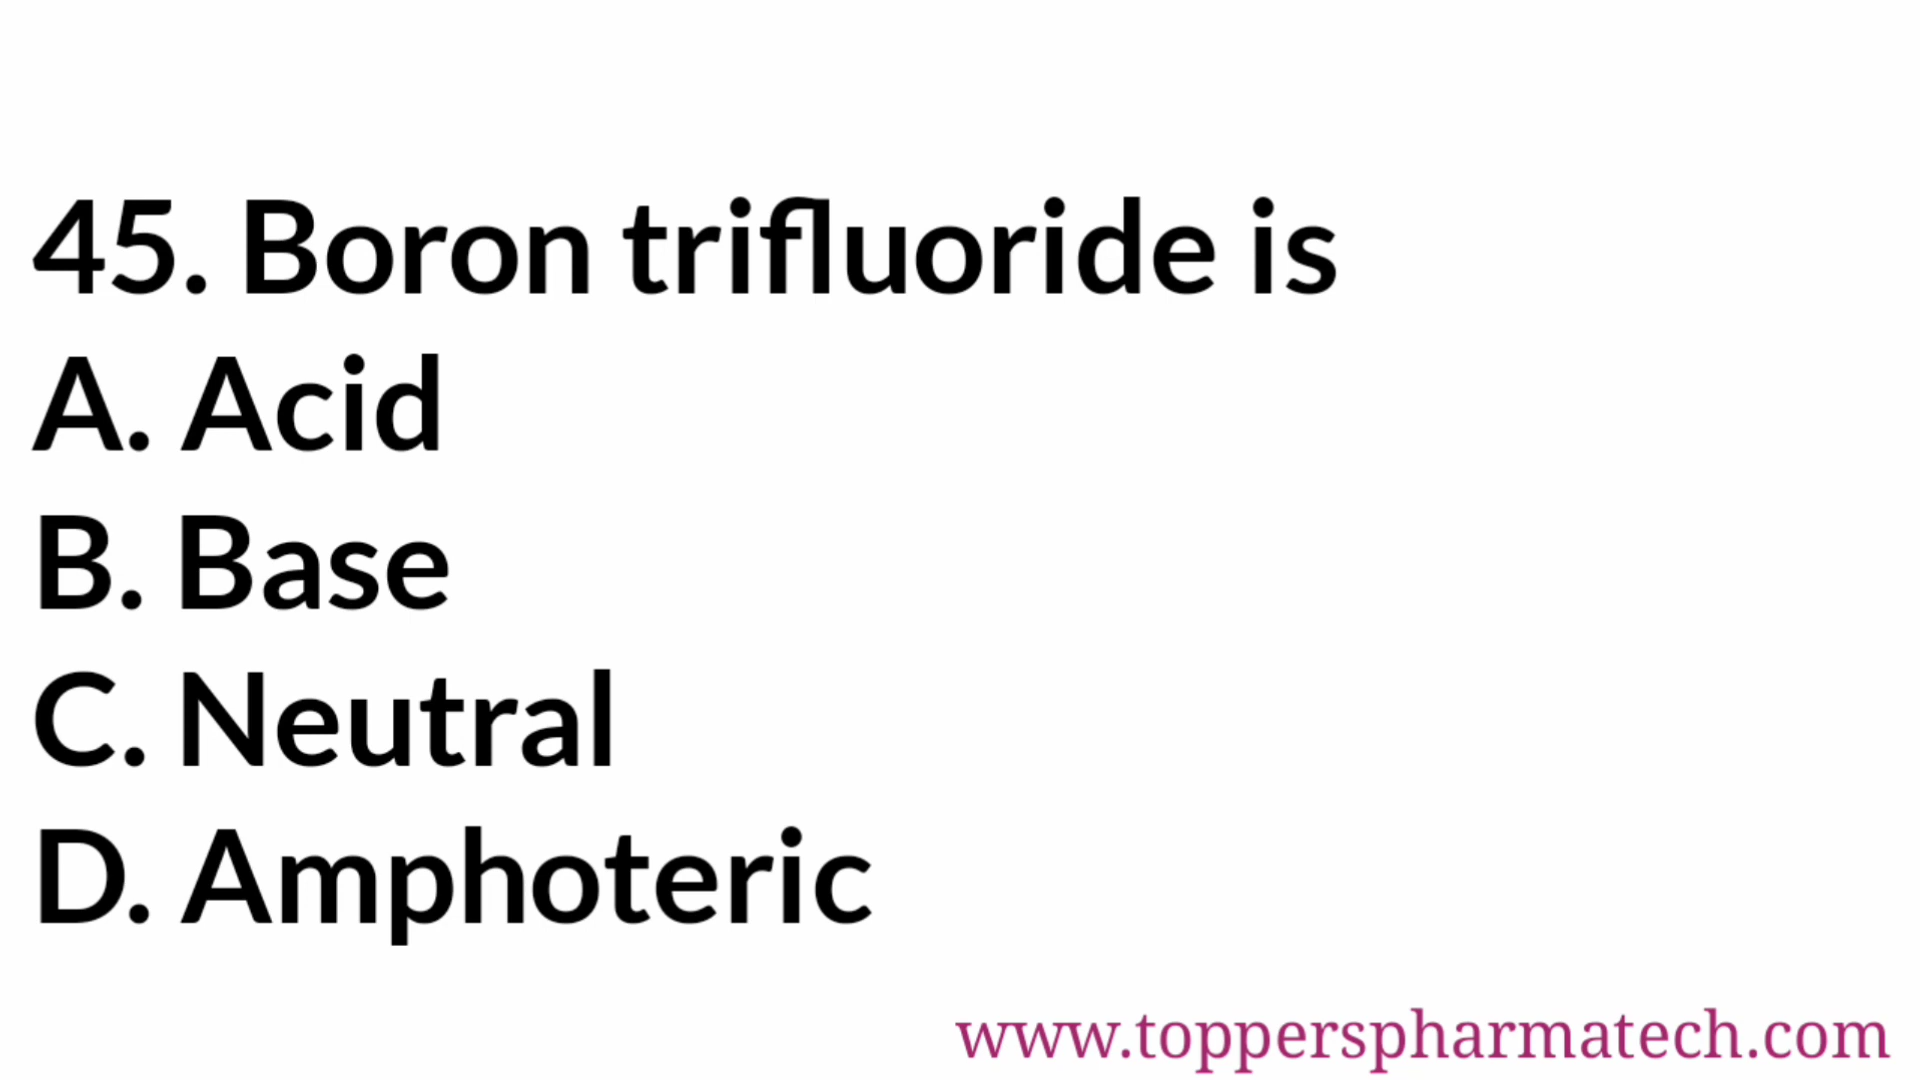 45. Boron trifluoride is
A. Acid
B. Base
C. Neutral
D. Amphoteric
www.topperspharmatech.com